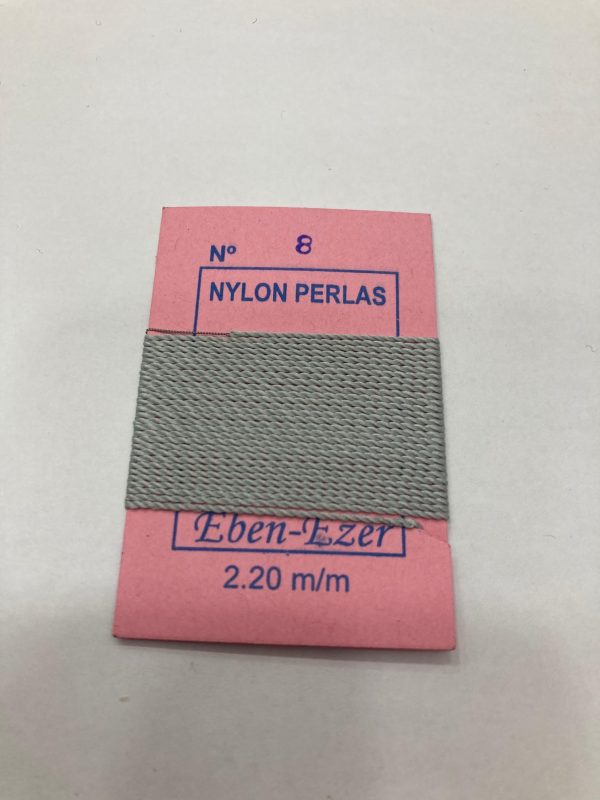 Nº 8
NYLON PERLAS
Eben-Ezer
2.20 m/m